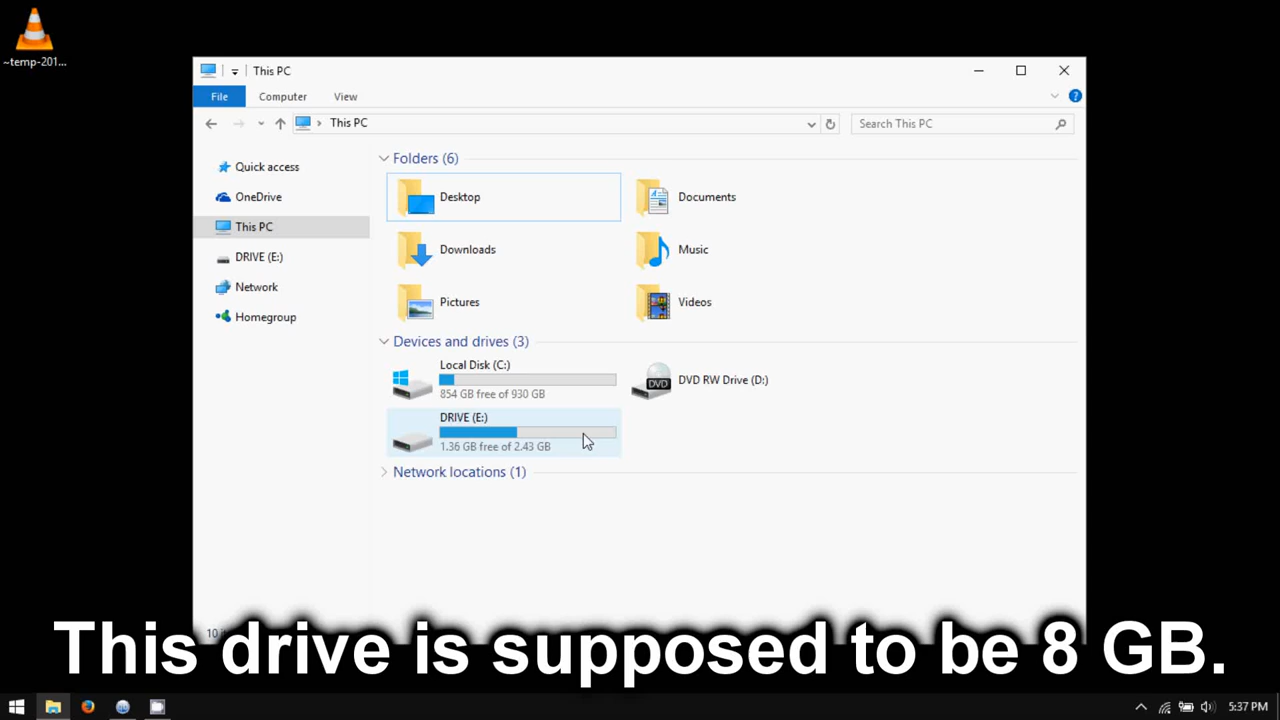 ~temp-201...
This PC
File
Computer
View
This PC
Search This PC
Quick access
OneDrive
This PC
DRIVE (E:)
Network
Homegroup
Folders (6)
Desktop
Documents
Downloads
Music
Pictures
Videos
Devices and drives (3)
Local Disk (C:)
854 GB free of 930 GB
DVD
DVD RW Drive (D:)
DRIVE (E:)
1.36 GB free of 2.43 GB
Network locations (1)
10
This drive is supposed to be 8 GB.
5:37 PM